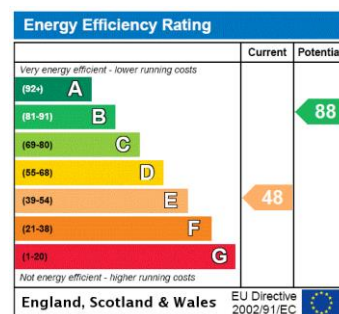 Energy Efficiency Rating
Current Potentia
Very energy efficient - lower running costs
(92+) A
(81-91) B
88
(69-80) C
(55-68) D
(39-54) E
48
(21-38) F
(1-20) G
Not energy efficient - higher running costs
England, Scotland & Wales
EU Directive
2002/91/EC